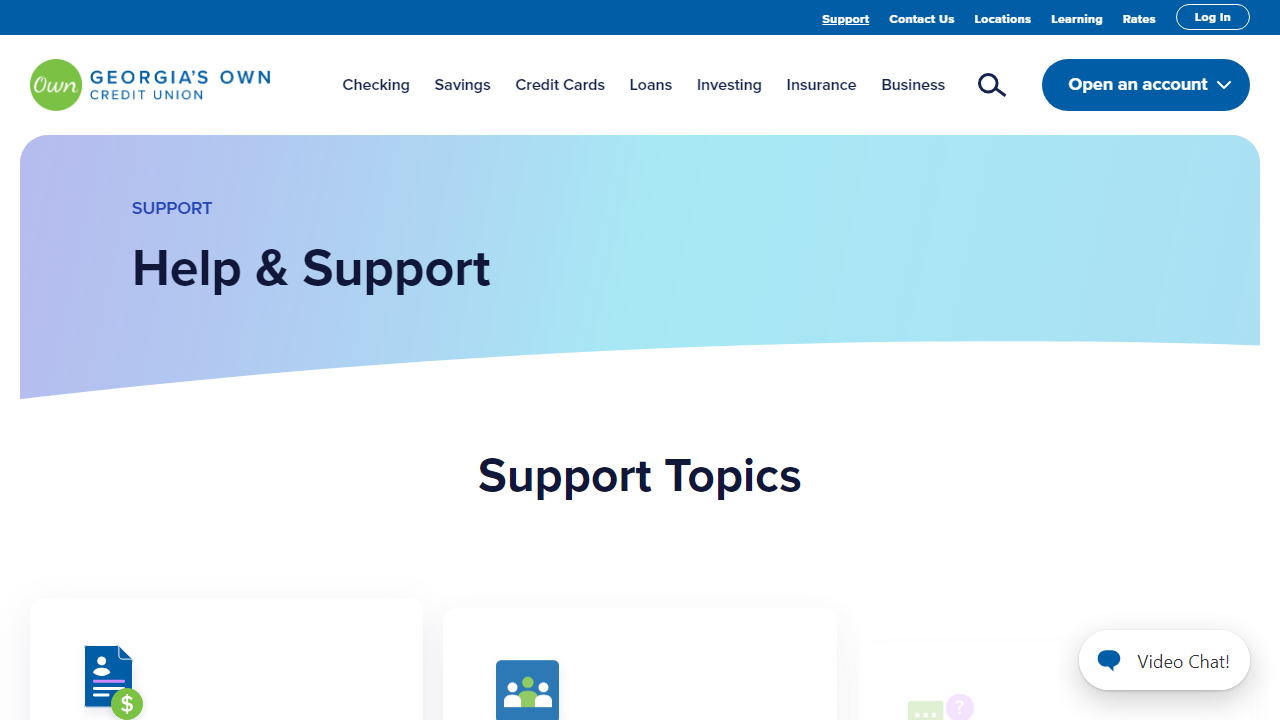 Support Contact Us Locations Learning Rates Log In
Own GEORGIA'S OWN
CREDIT UNION
Checking Savings Credit Cards Loans Investing Insurance Business Open an account
SUPPORT
Help & Support
Support Topics
$
?
Video Chat!